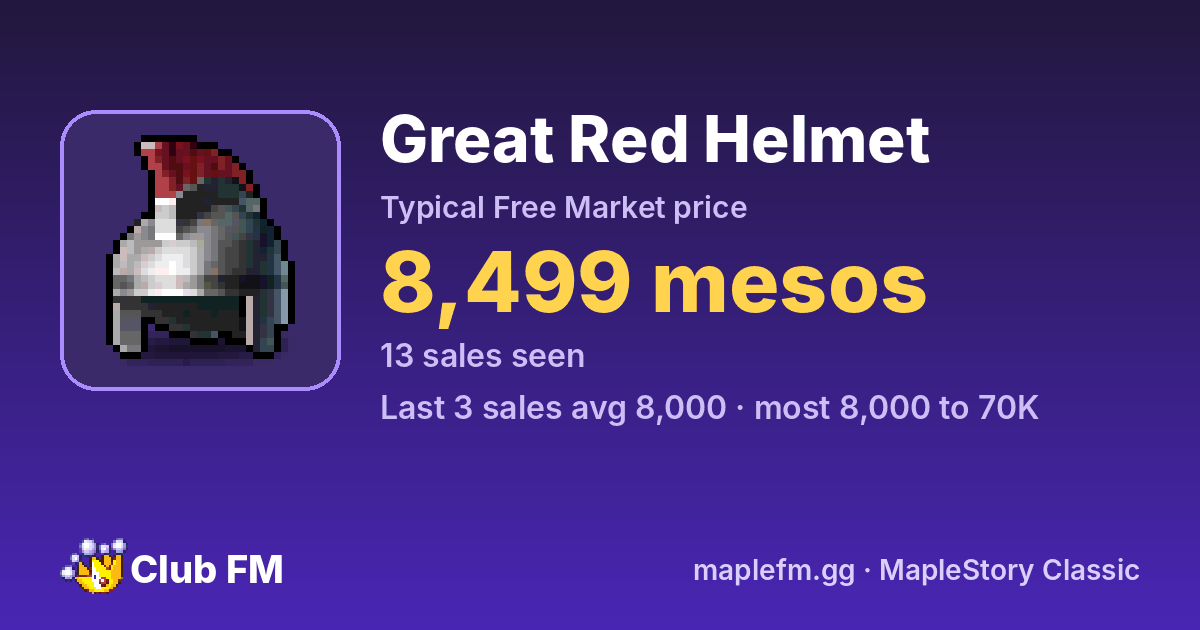 Great Red Helmet
Typical Free Market price
8,499 mesos
13 sales seen
Last 3 sales avg 8,000 · most 8,000 to 70K
Club FM
maplefm.gg · MapleStory Classic